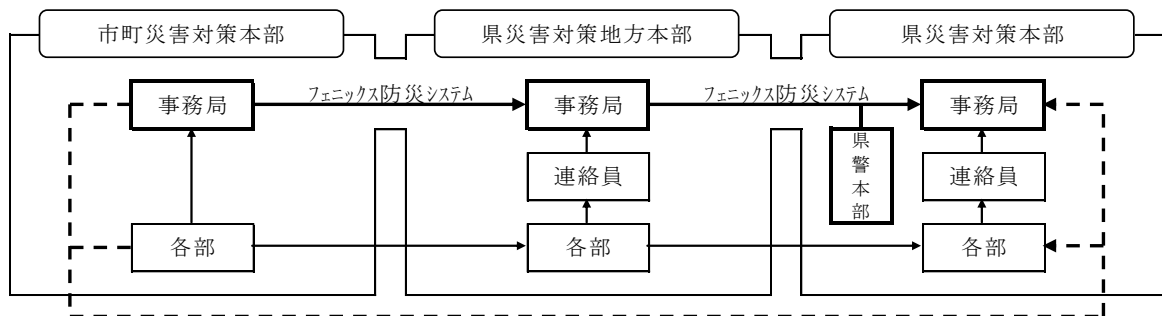 市町災害対策本部
県災害対策地方本部
県災害対策本部
事務局
フェニックス防災システム
事務局
フェニックス防災システム
事務局
県警本部
連絡員
連絡員
各部
各部
各部